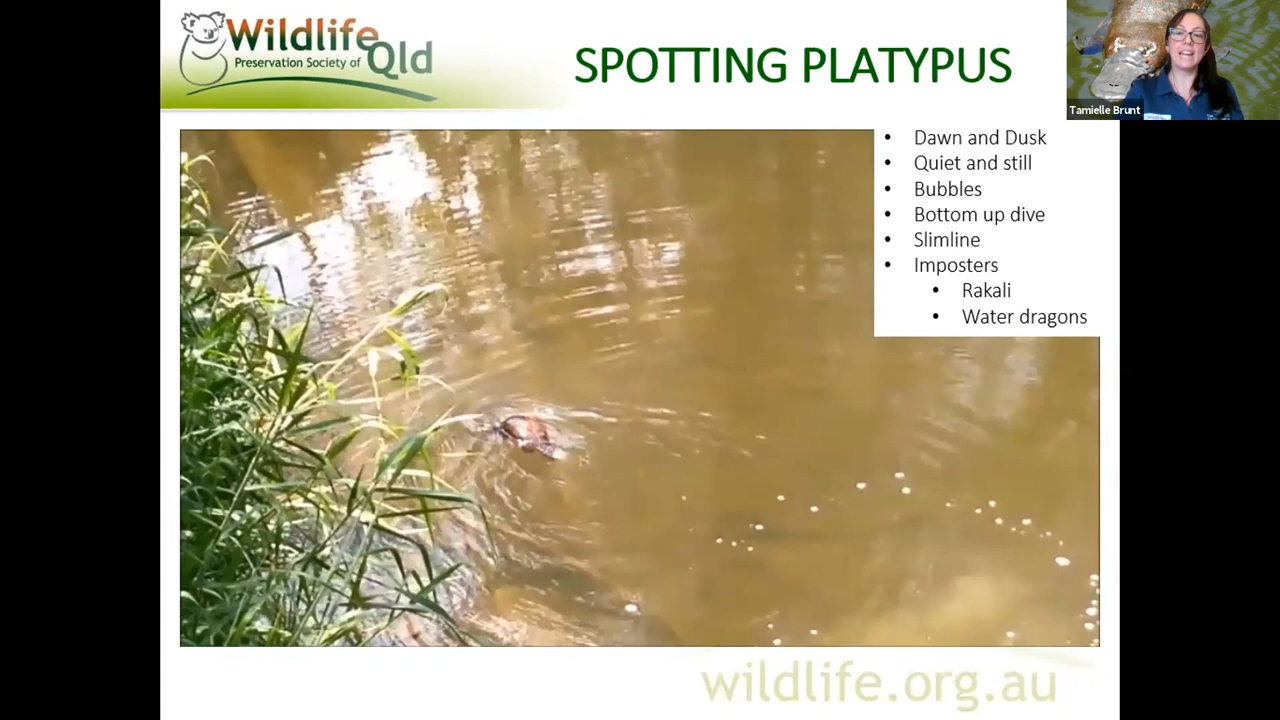 Wildlife
Preservation Society of Qld
SPOTTING PLATYPUS
Tamielle Brunt
• Dawn and Dusk
• Quiet and still
• Bubbles
• Bottom up dive
• Slimline
• Imposters
• Rakali
• Water dragons
wildlife.org.au